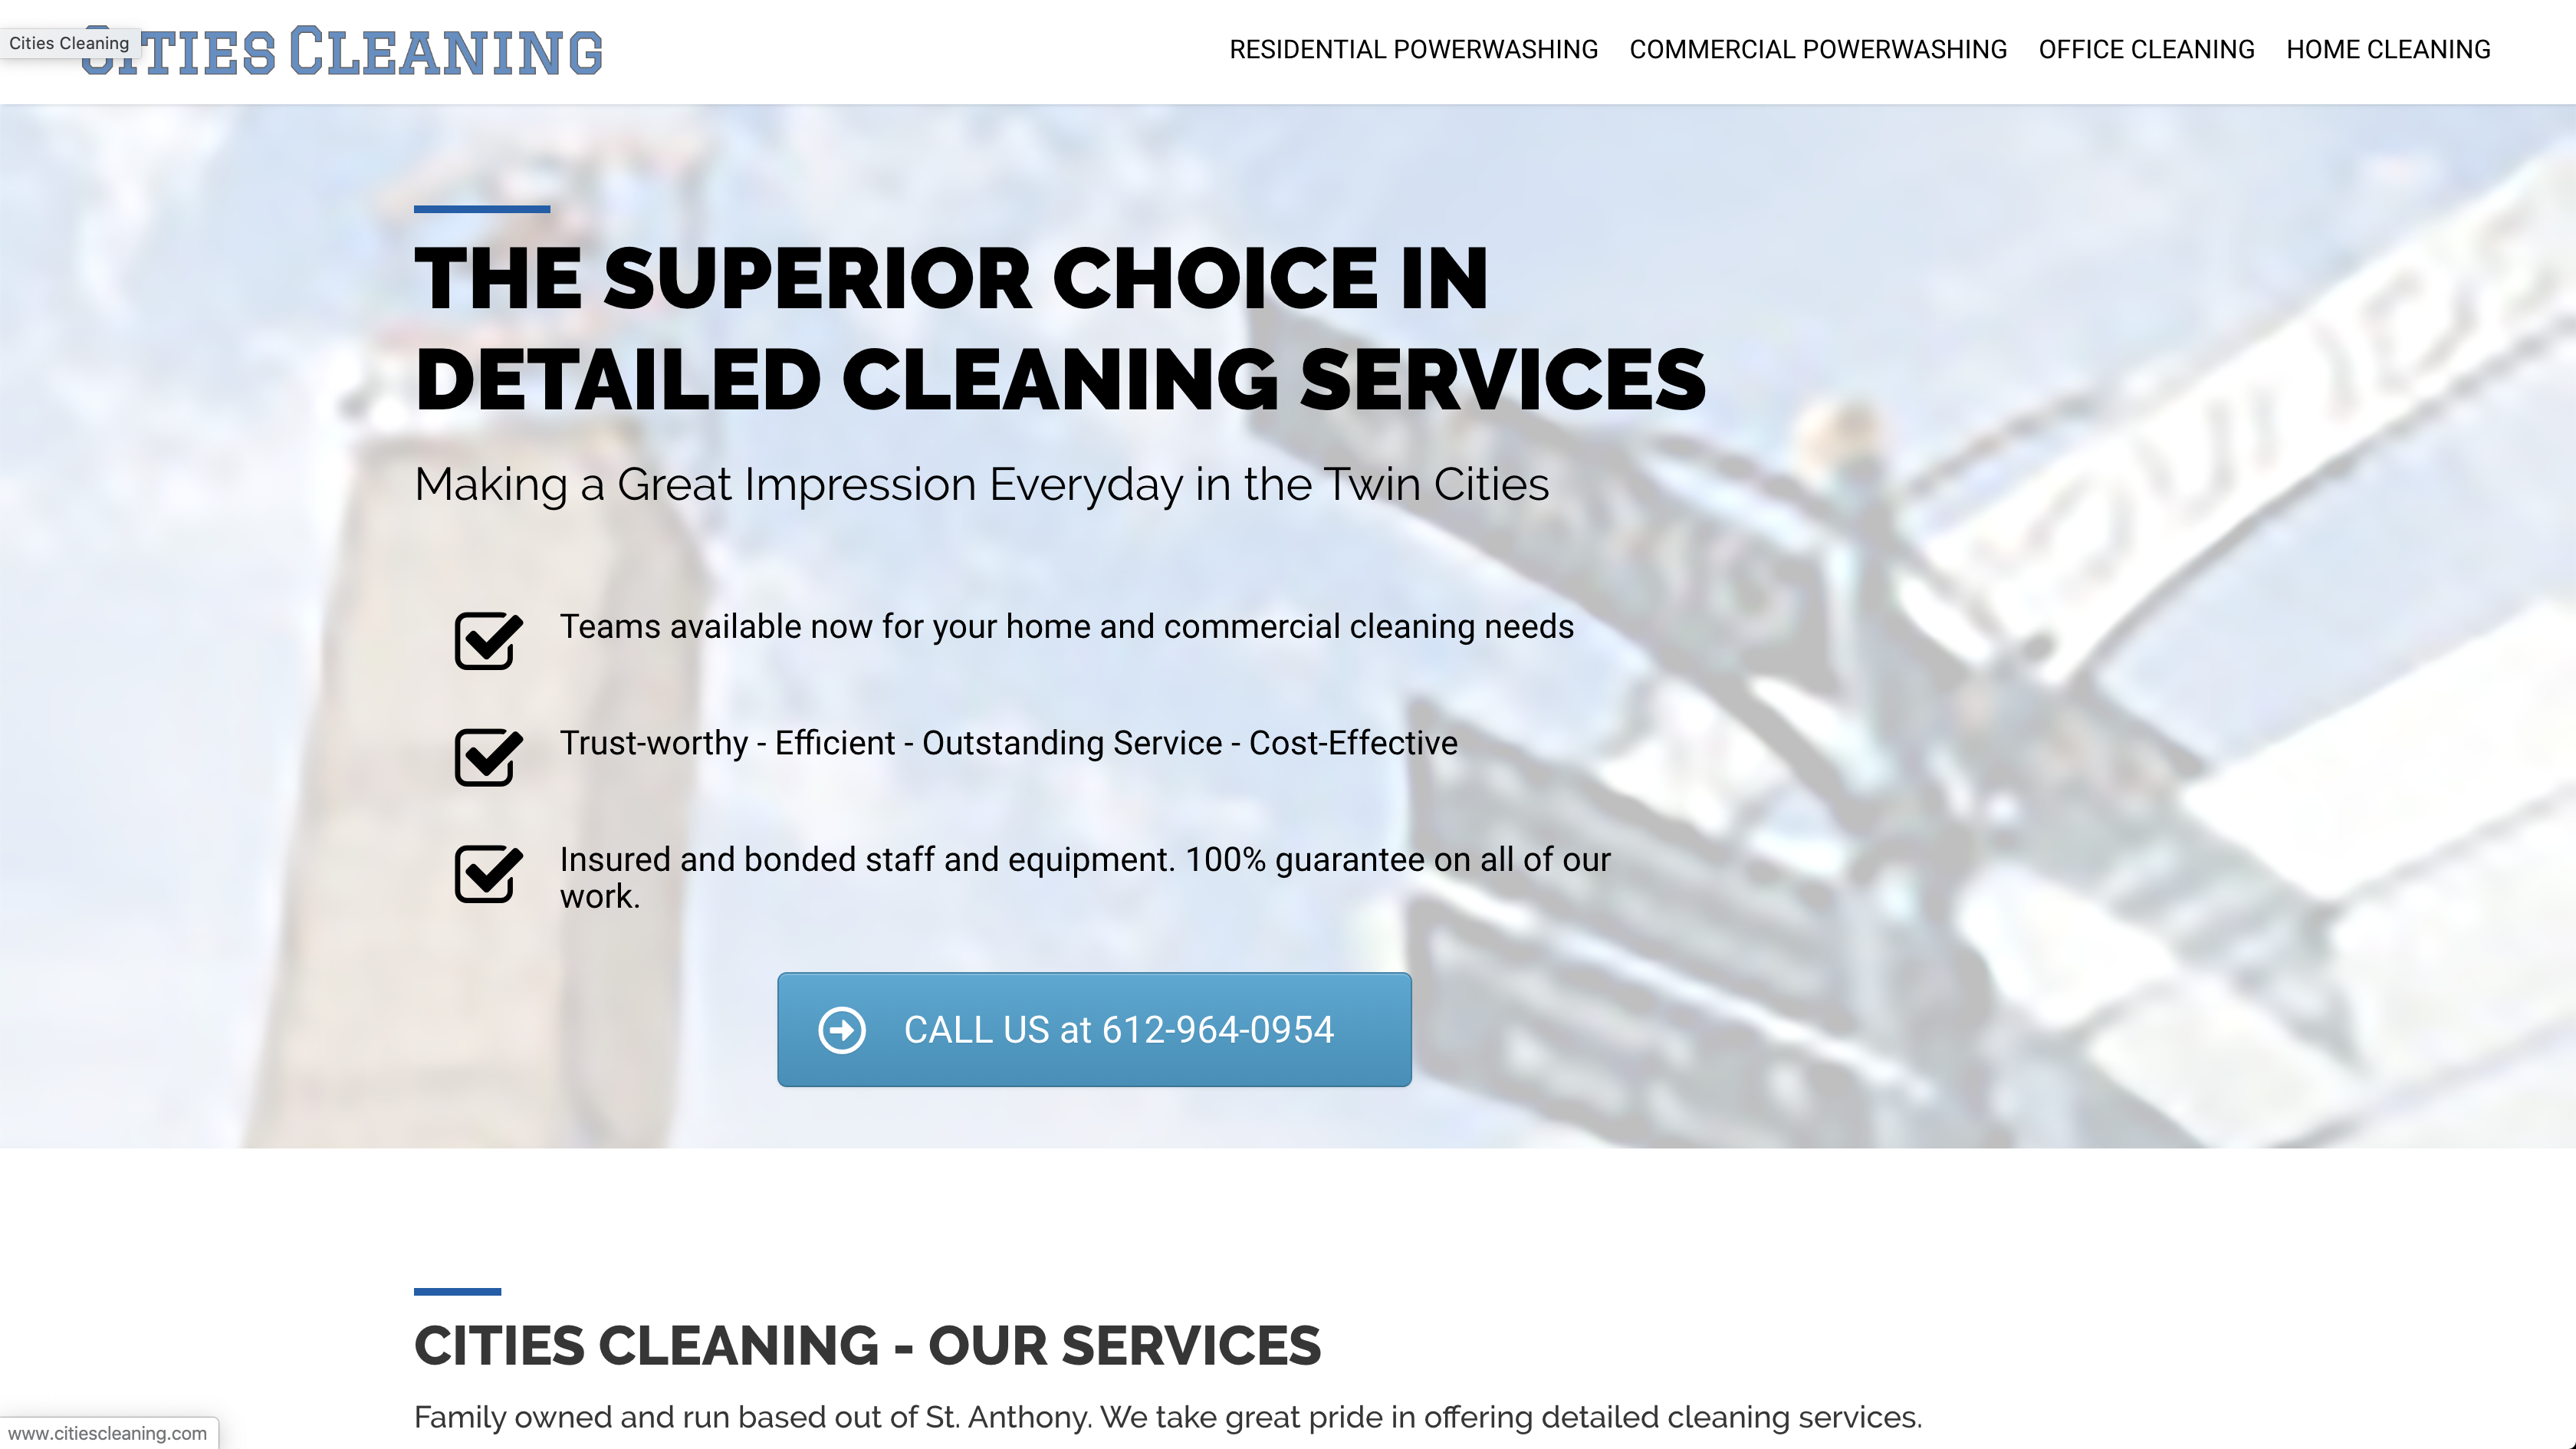 Cities Cleaning
CITIES CLEANING
RESIDENTIAL POWERWASHING COMMERCIAL POWERWASHING OFFICE CLEANING HOME CLEANING
THE SUPERIOR CHOICE IN
DETAILED CLEANING SERVICES
Making a Great Impression Everyday in the Twin Cities
Teams available now for your home and commercial cleaning needs
Trust-worthy - Efficient - Outstanding Service - Cost-Effective
Insured and bonded staff and equipment. 100% guarantee on all of our
work.
CALL US at 612-964-0954
CITIES CLEANING - OUR SERVICES
Family owned and run based out of St. Anthony. We take great pride in offering detailed cleaning services.
www.citiescleaning.com